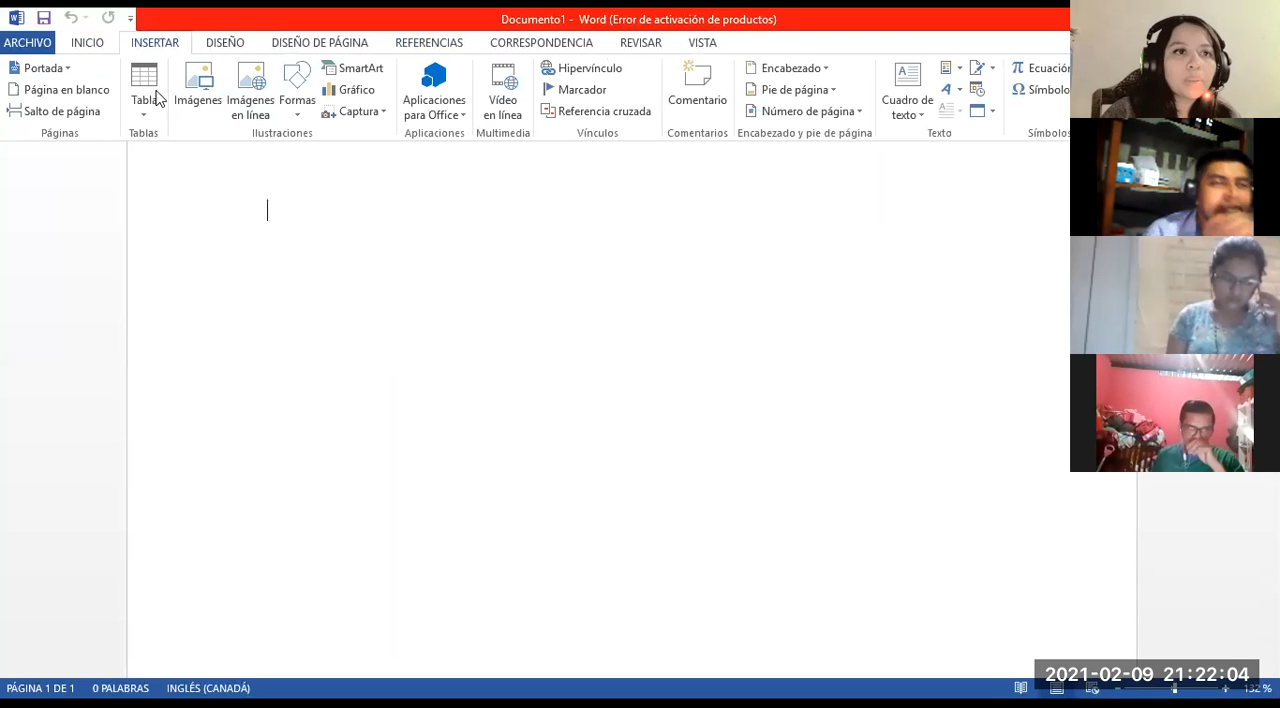 Documento1 - Word (Error de activación de productos)
ARCHIVO INICIO INSERTAR DISEÑO DISEÑO DE PÁGINA REFERENCIAS CORRESPONDENCIA REVISAR VISTA
Portada
Página en blanco
Salto de página
Páginas
Tabla
Tablas
Imágenes
Imágenes
en línea
Formas
SmartArt
Gráfico
Captura
Ilustraciones
Aplicaciones
para Office
Aplicaciones
Vídeo
en línea
Multimedia
Hipervínculo
Marcador
Referencia cruzada
Vínculos
Comentario
Comentarios
Encabezado
Pie de página
Número de página
Encabezado y pie de página
Cuadro de
texto
Texto
Ecuación
Símbolo
Símbolos
2021-02-09 21:22:04
PÁGINA 1 DE 1 0 PALABRAS INGLÉS (CANADÁ) 132 %